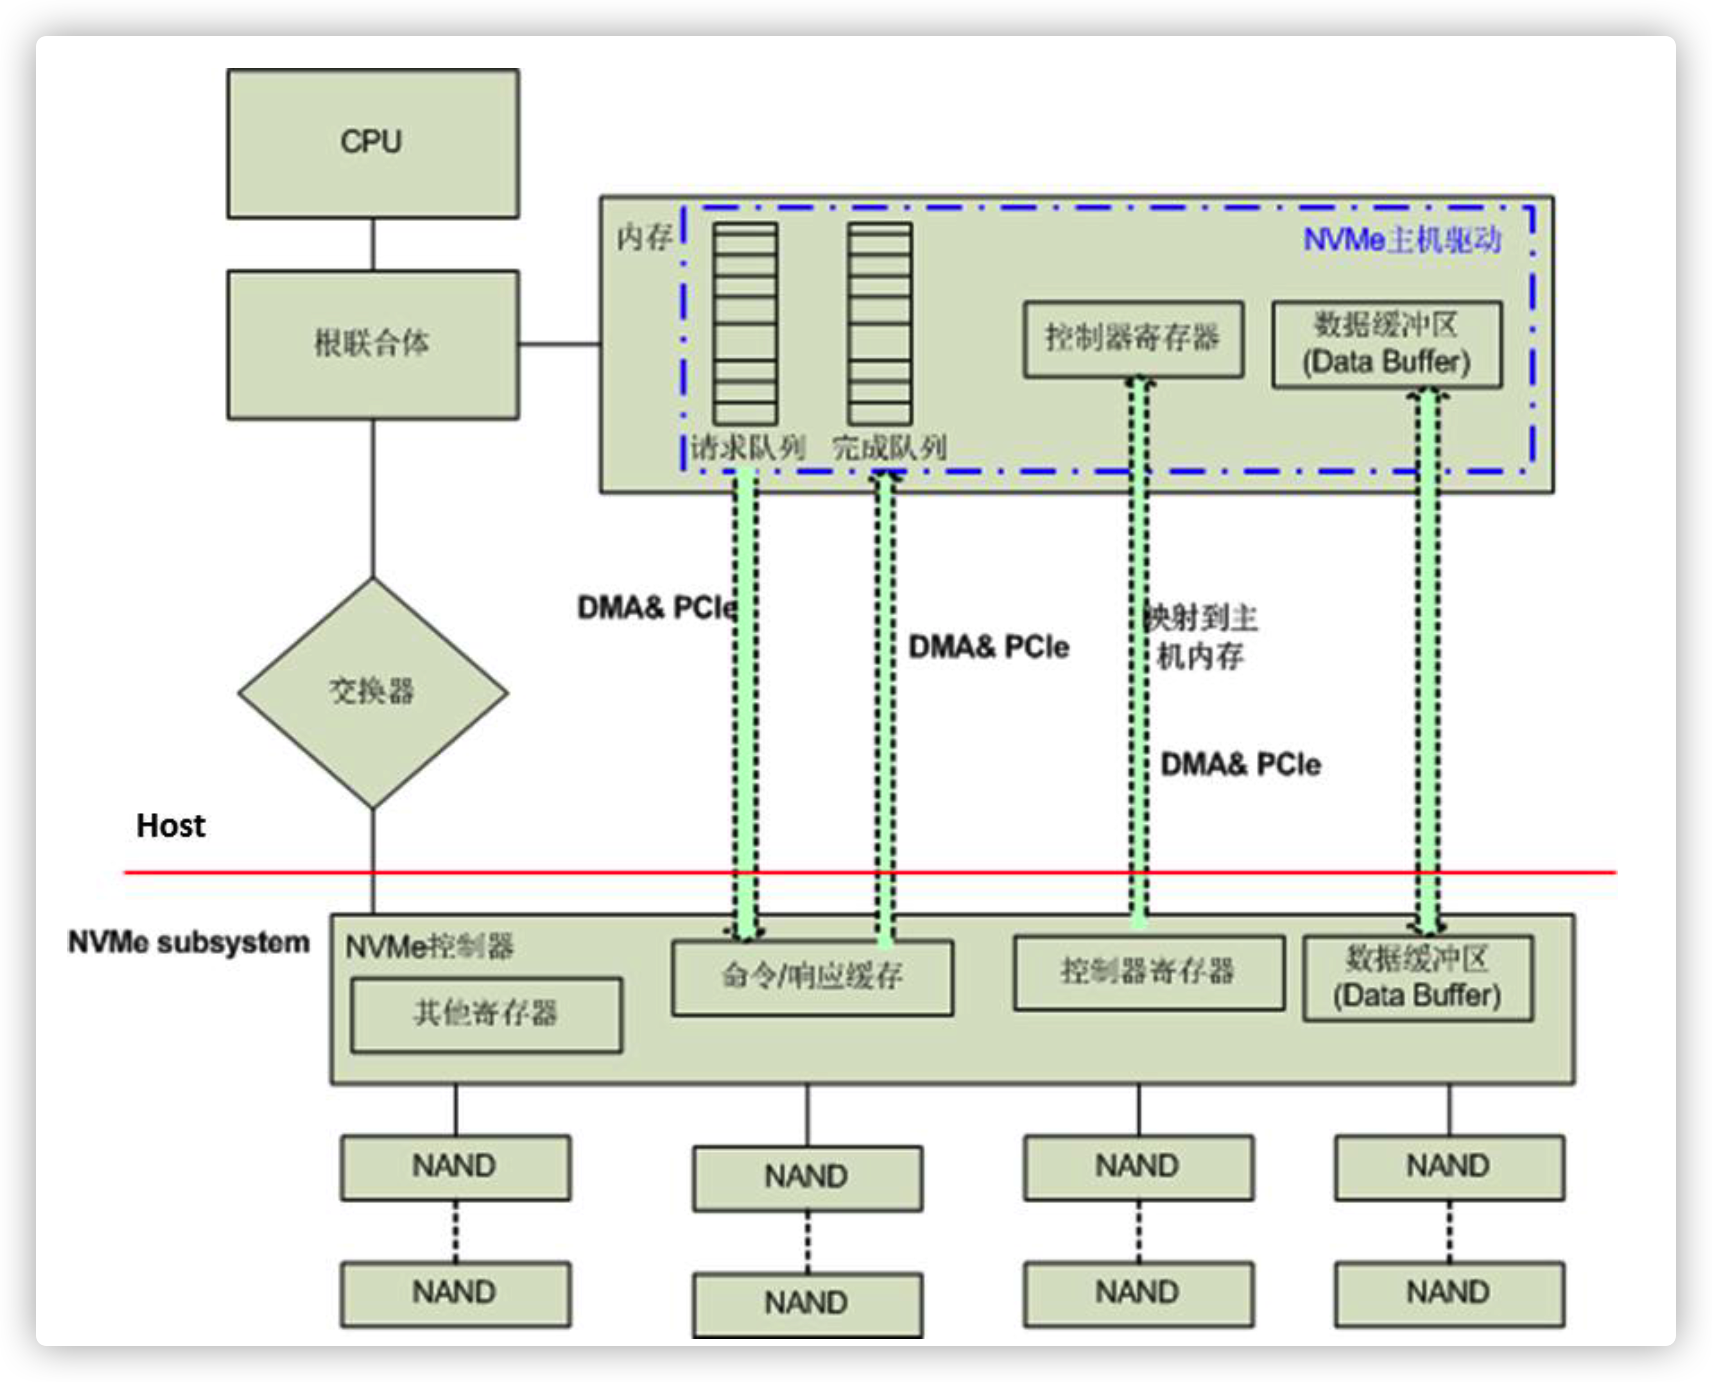 CPU
内存
NVMe主机驱动
根联合体
控制器寄存器
数据缓冲区
(Data Buffer)
请求队列
完成队列
DMA& PCIe
DMA& PCIe
映射到主
机内存
交换器
DMA& PCIe
Host
NVMe subsystem
NVMe控制器
其他寄存器
命令/响应缓存
控制器寄存器
数据缓冲区
(Data Buffer)
NAND
NAND
NAND
NAND
NAND
NAND
NAND
NAND